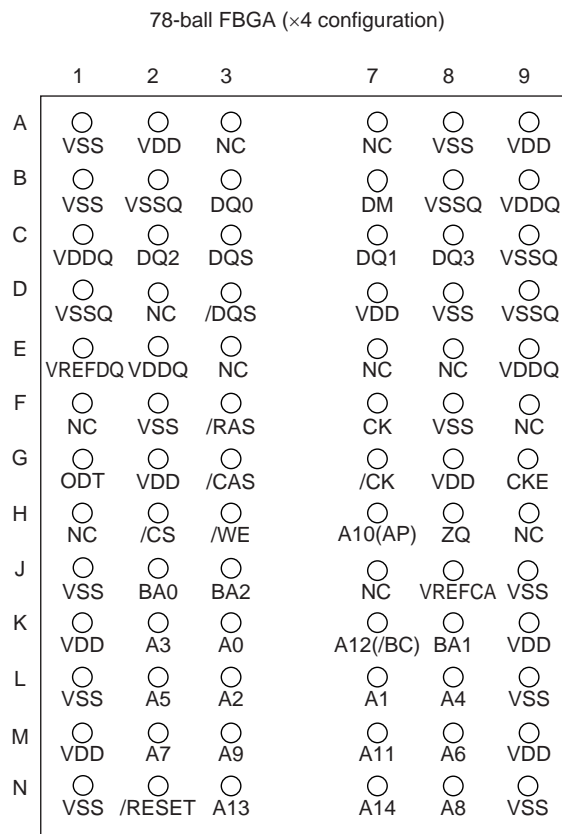 78-ball FBGA (×4 configuration)
1 2 3 7 8 9
A
VSS VDD NC NC VSS VDD
B
VSS VSSQ DQ0 DM VSSQ VDDQ
C
VDDQ DQ2 DQS DQ1 DQ3 VSSQ
D
VSSQ NC /DQS VDD VSS VSSQ
E
VREFDQ VDDQ NC NC NC VDDQ
F
NC VSS /RAS CK VSS NC
G
ODT VDD /CAS /CK VDD CKE
H
NC /CS /WE A10(AP) ZQ NC
J
VSS BA0 BA2 NC VREFCA VSS
K
VDD A3 A0 A12(/BC) BA1 VDD
L
VSS A5 A2 A1 A4 VSS
M
VDD A7 A9 A11 A6 VDD
N
VSS /RESET A13 A14 A8 VSS